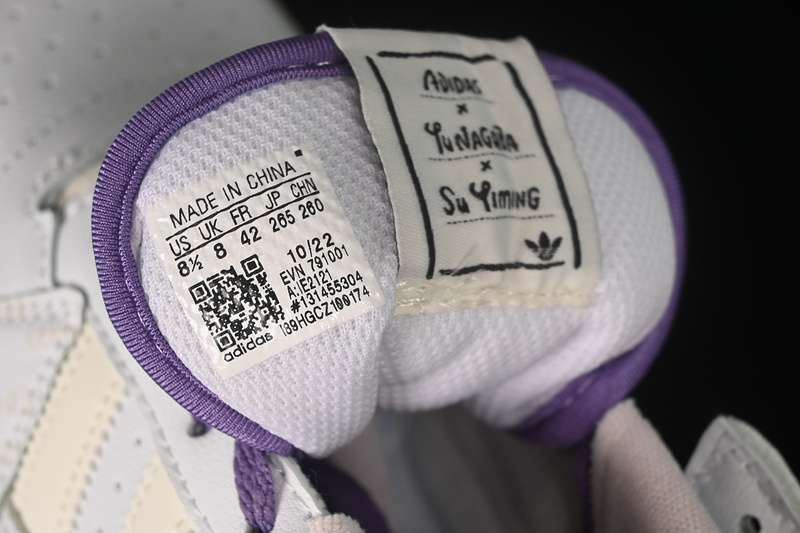 MADE IN CHINA
US UK FR JP CHN
8½ 8 42 265 260
10/22
EVN 791001
A:IE2121
#131455304
I89HGCZ100174
adidas
ADIDAS
×
YUNAGABA
×
SU YIMING